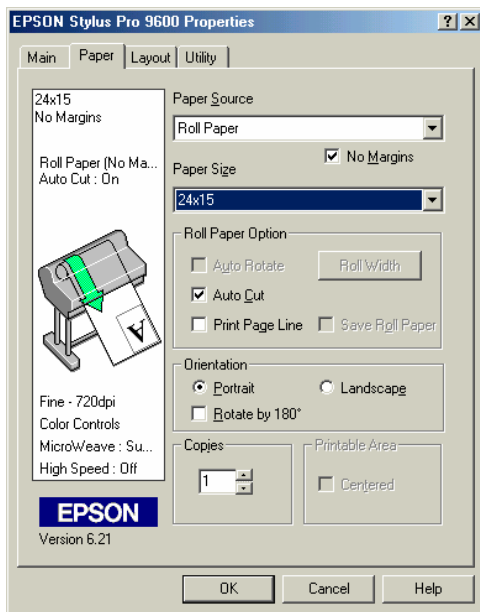 EPSON Stylus Pro 9600 Properties
Main
Paper
Layout
Utility
24x15
No Margins
Roll Paper (No Ma...
Auto Cut : On
A
Fine - 720dpi
Color Controls
MicroWeave : Su...
High Speed : Off
EPSON
Version 6.21
Paper Source
Roll Paper
No Margins
Paper Size
24x15
Roll Paper Option
Auto Rotate
Roll Width
Auto Cut
Print Page Line
Save Roll Paper
Orientation
Portrait
Landscape
Rotate by 180°
Copies
1
Printable Area
Centered
OK
Cancel
Help